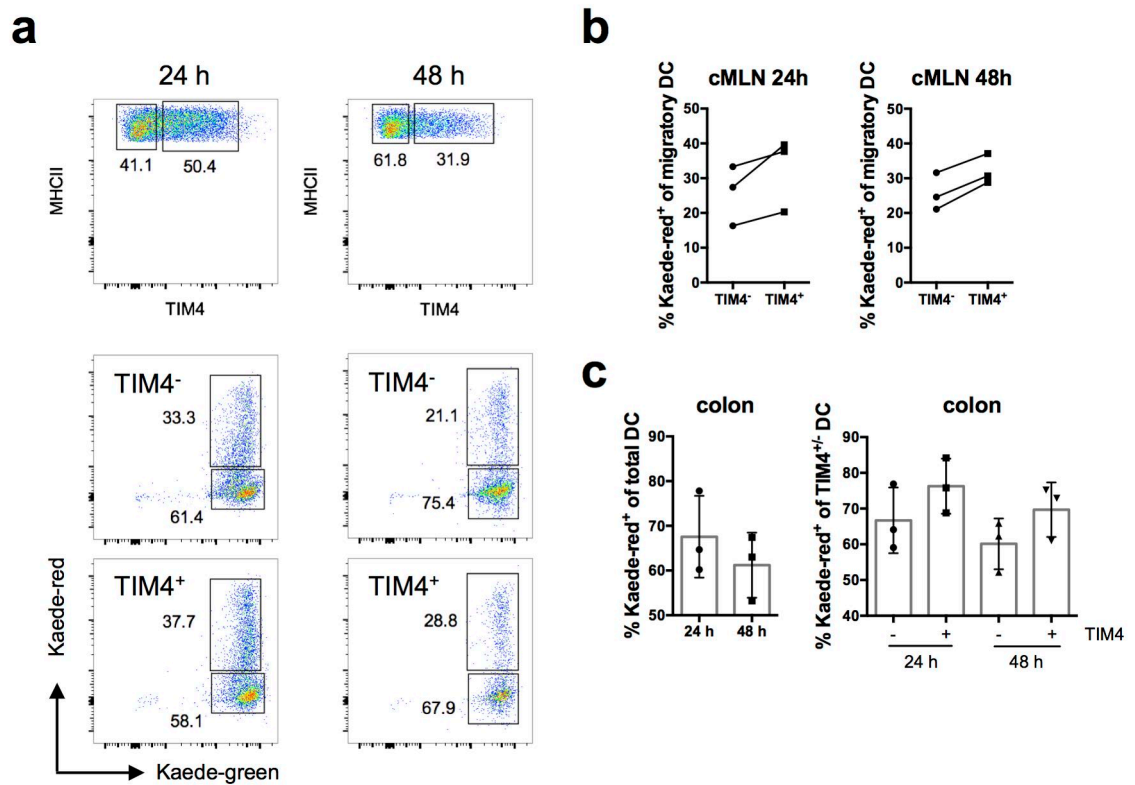 a
24 h
48 h
MHCII
41.1
50.4
TIM4
MHCII
61.8
31.9
TIM4
TIM4-
33.3
61.4
TIM4-
21.1
75.4
TIM4+
37.7
58.1
TIM4+
28.8
67.9
Kaede-red
Kaede-green
b
cMLN 24h
% Kaede-red+ of migratory DC
50
40
30
20
10
0
TIM4-
TIM4+
cMLN 48h
% Kaede-red+ of migratory DC
50
40
30
20
10
0
TIM4-
TIM4+
c
colon
% Kaede-red+ of total DC
90
80
70
60
50
24 h
48 h
colon
% Kaede-red+ of TIM4+/- DC
90
80
70
60
50
40
- + - + TIM4
24 h
48 h